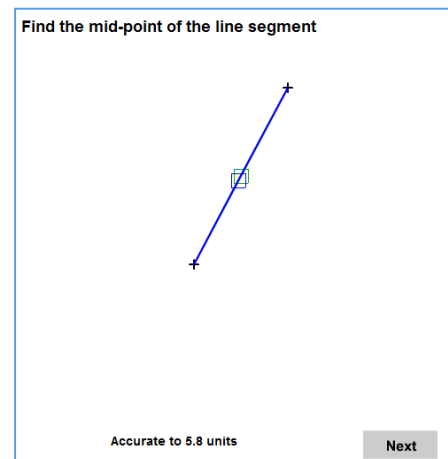 Find the mid-point of the line segment
Accurate to 5.8 units
Next